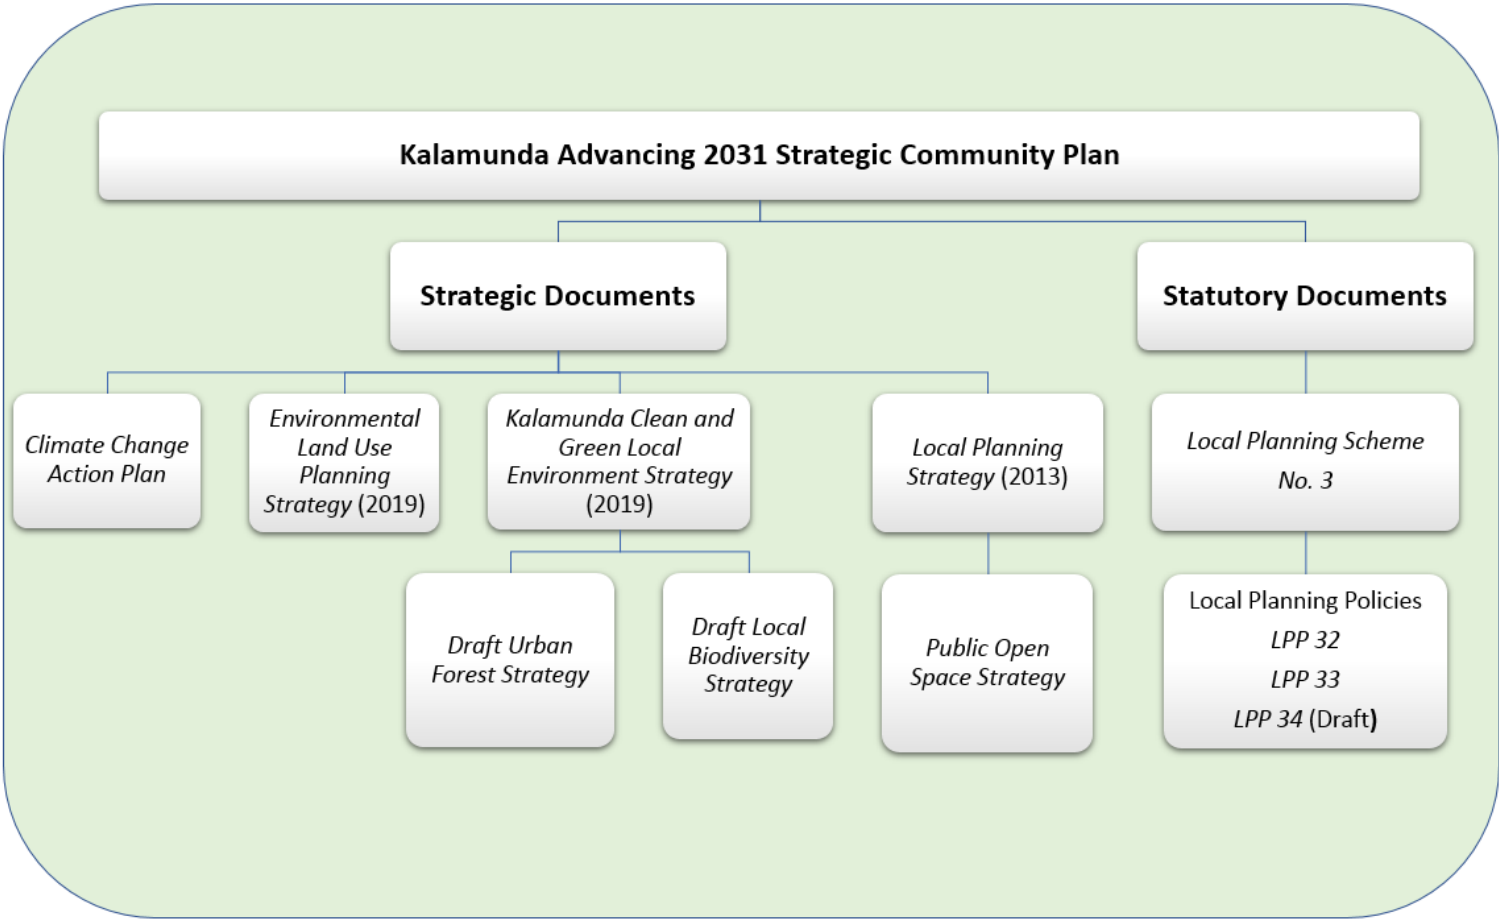 Kalamunda Advancing 2031 Strategic Community Plan
Strategic Documents
Statutory Documents
Climate Change
Action Plan
Environmental
Land Use
Planning
Strategy (2019)
Kalamunda Clean and
Green Local
Environment Strategy
(2019)
Local Planning
Strategy (2013)
Local Planning Scheme
No. 3
Draft Urban
Forest Strategy
Draft Local
Biodiversity
Strategy
Public Open
Space Strategy
Local Planning Policies
LPP 32
LPP 33
LPP 34 (Draft)